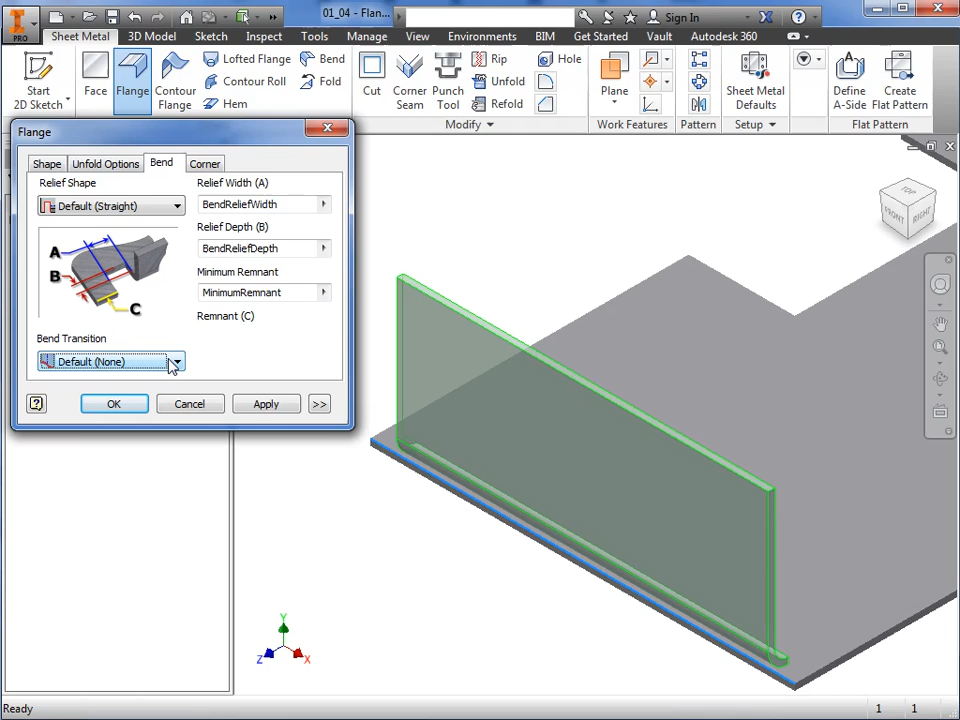 01_04 - Flan...
Sign In
PRO
Sheet Metal
3D Model
Sketch
Inspect
Tools
Manage
View
Environments
BIM
Get Started
Vault
Autodesk 360
Start
2D Sketch
Face
Flange
Contour
Flange
Lofted Flange
Contour Roll
Hem
Bend
Fold
Cut
Corner
Seam
Punch
Tool
Rip
Unfold
Refold
Hole
Plane
Sheet Metal
Defaults
Define
A-Side
Create
Flat Pattern
Modify
Work Features
Pattern
Setup
Flat Pattern
Flange
Shape
Unfold Options
Bend
Corner
Relief Shape
Default (Straight)
A
B
C
Bend Transition
Default (None)
Relief Width (A)
BendReliefWidth
Relief Depth (B)
BendReliefDepth
Minimum Remnant
MinimumRemnant
Remnant (C)
OK
Cancel
Apply
>>
TOP
FRONT
RIGHT
Y
Z
X
Ready
1
1